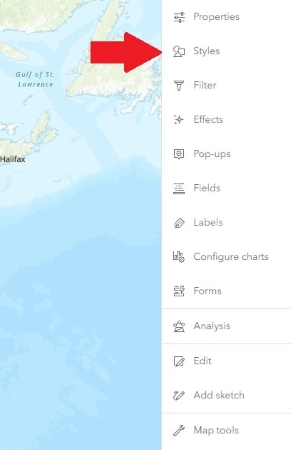 Properties
Styles
Gulf of St.
Lawrence
Filter
Effects
Pop-ups
Halifax
Fields
Labels
Configure charts
Forms
Analysis
Edit
Add sketch
Map tools